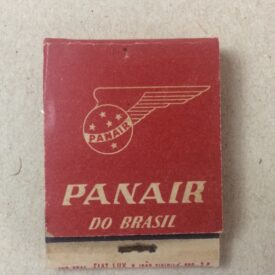 PANAIR
PANAIR
DO BRASIL
FIAT LUX